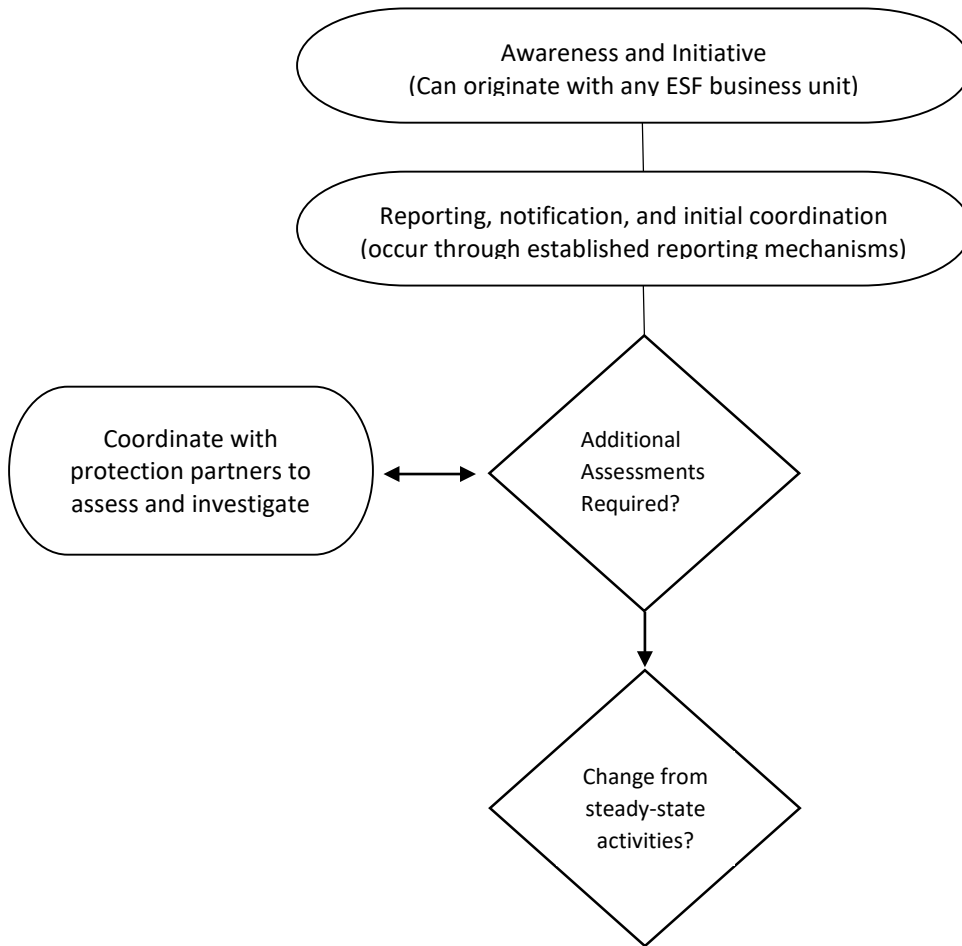 Awareness and Initiative
(Can originate with any ESF business unit)
Reporting, notification, and initial coordination
(occur through established reporting mechanisms)
Coordinate with
protection partners to
assess and investigate
Additional
Assessments
Required?
Change from
steady-state
activities?